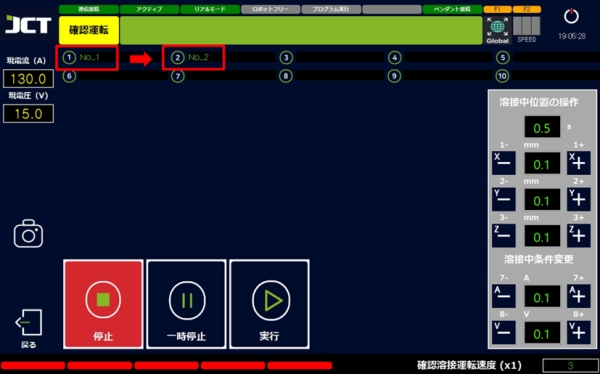 通信接続 アクティブ リアルモード ロボットフリー プログラム実行 ペンダント接続 F1 F2
JCT 確認運転 Global SPEED 19:05:28
現電流 (A) 1 No_1 2 No_2 3 4 5
130.0 6 7 8 9 10
現電圧 (V)
15.0
溶接中位置の操作
0.5 s
1- mm 1+
X- 0.1 X+
2- mm 2+
Y- 0.1 Y+
3- mm 3+
Z- 0.1 Z+
溶接中条件変更
7- A 7+
A- 0.1 A+
8- V 8+
V- 0.1 V+
停止 一時停止 実行
戻る
確認溶接運転速度 (x1) 3